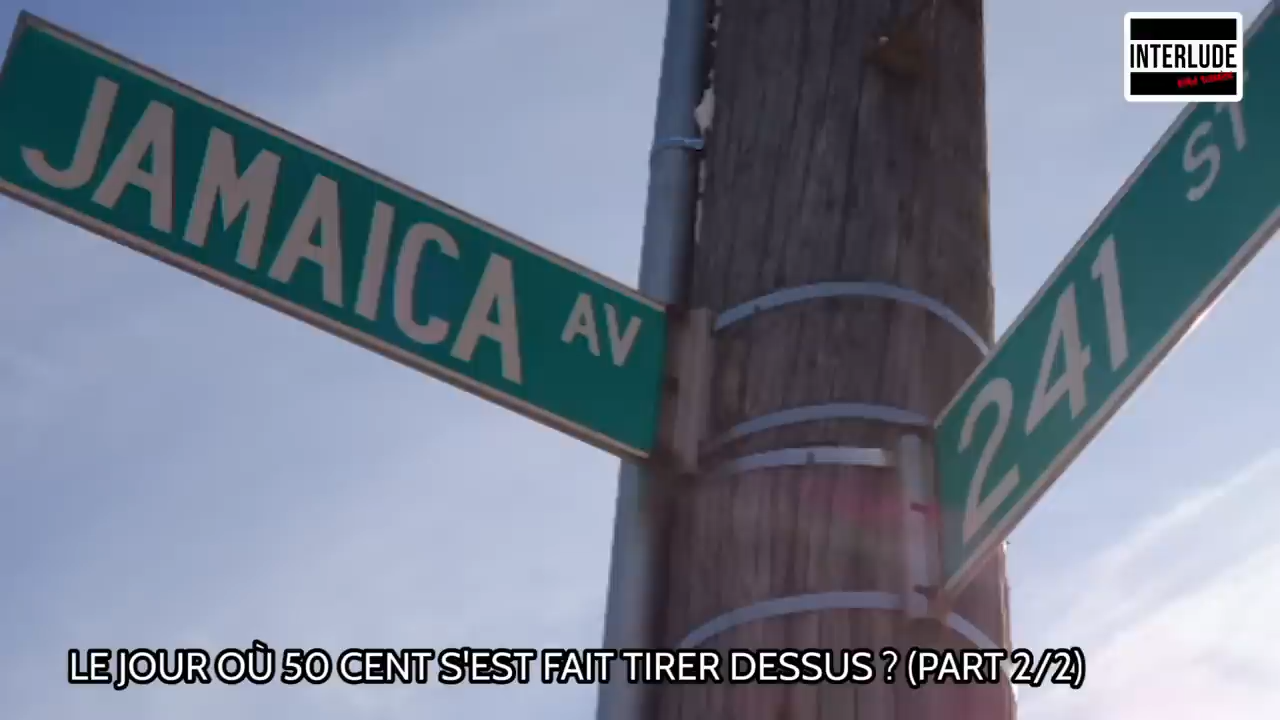 INTERLUDE
JAMAICA AV
241 ST
LE JOUR OÙ 50 CENT S'EST FAIT TIRER DESSUS ? (PART 2/2)